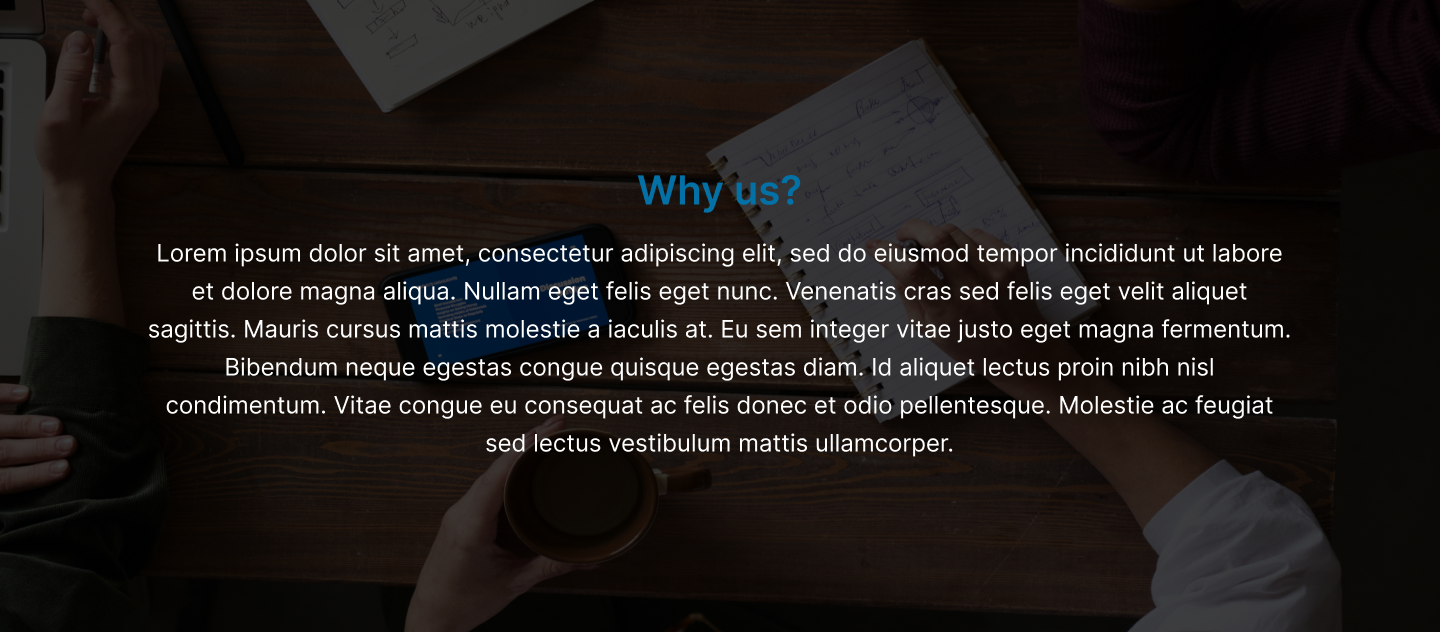 Why us?
Lorem ipsum dolor sit amet, consectetur adipiscing elit, sed do eiusmod tempor incididunt ut labore
et dolore magna aliqua. Nullam eget felis eget nunc. Venenatis cras sed felis eget velit aliquet
sagittis. Mauris cursus mattis molestie a iaculis at. Eu sem integer vitae justo eget magna fermentum.
Bibendum neque egestas congue quisque egestas diam. Id aliquet lectus proin nibh nisl
condimentum. Vitae congue eu consequat ac felis donec et odio pellentesque. Molestie ac feugiat
sed lectus vestibulum mattis ullamcorper.